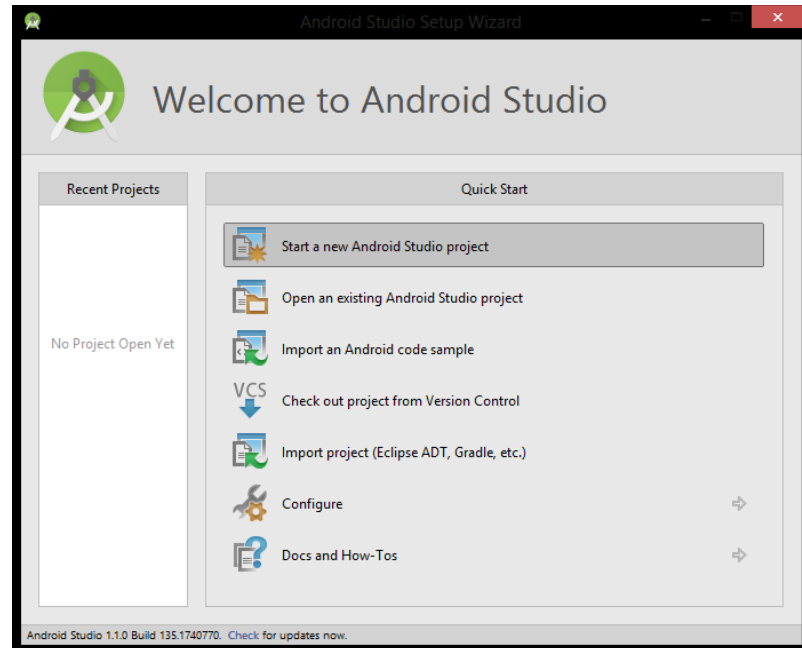 Android Studio Setup Wizard
Welcome to Android Studio
Recent Projects
No Project Open Yet
Quick Start
Start a new Android Studio project
Open an existing Android Studio project
Import an Android code sample
VCS
Check out project from Version Control
Import project (Eclipse ADT, Gradle, etc.)
Configure
Docs and How-Tos
Android Studio 1.1.0 Build 135.1740770. Check for updates now.